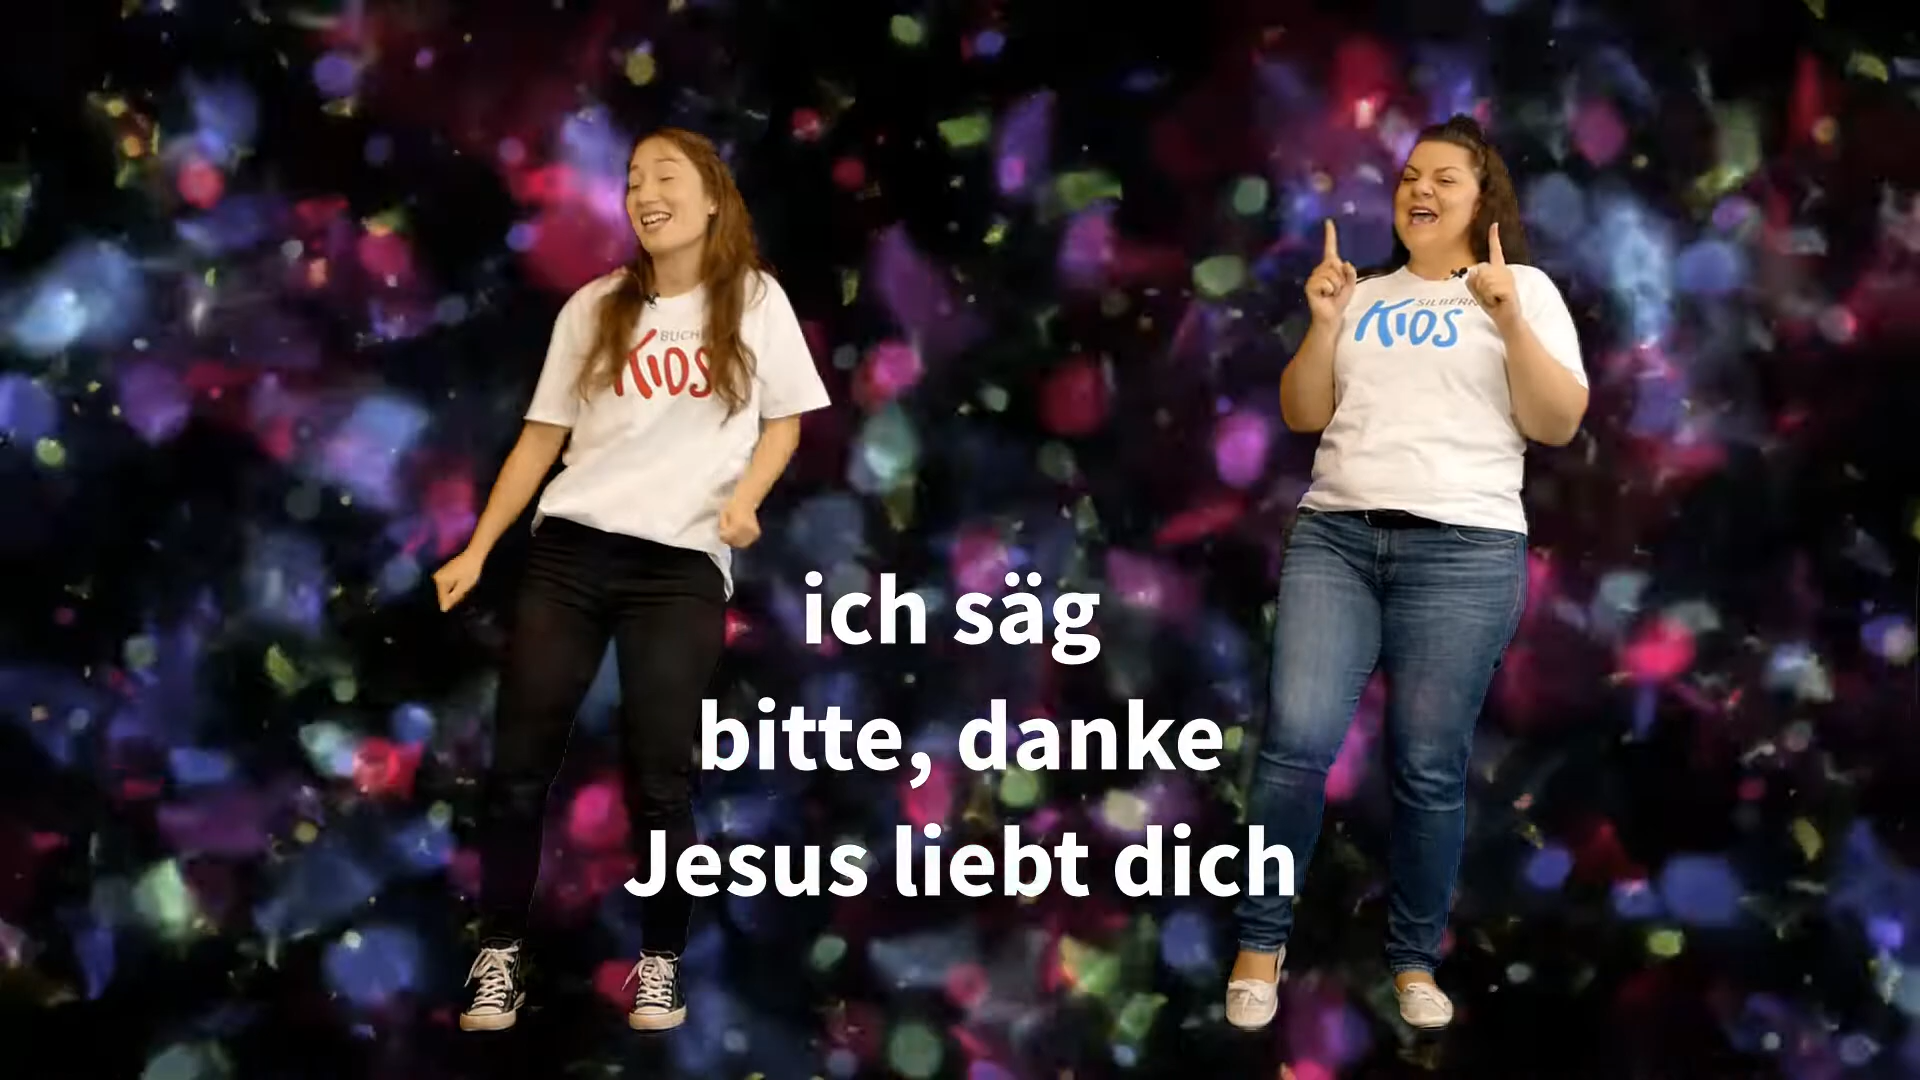 KIDS
SILBERN
KIDS
ich säg
bitte, danke
Jesus liebt dich